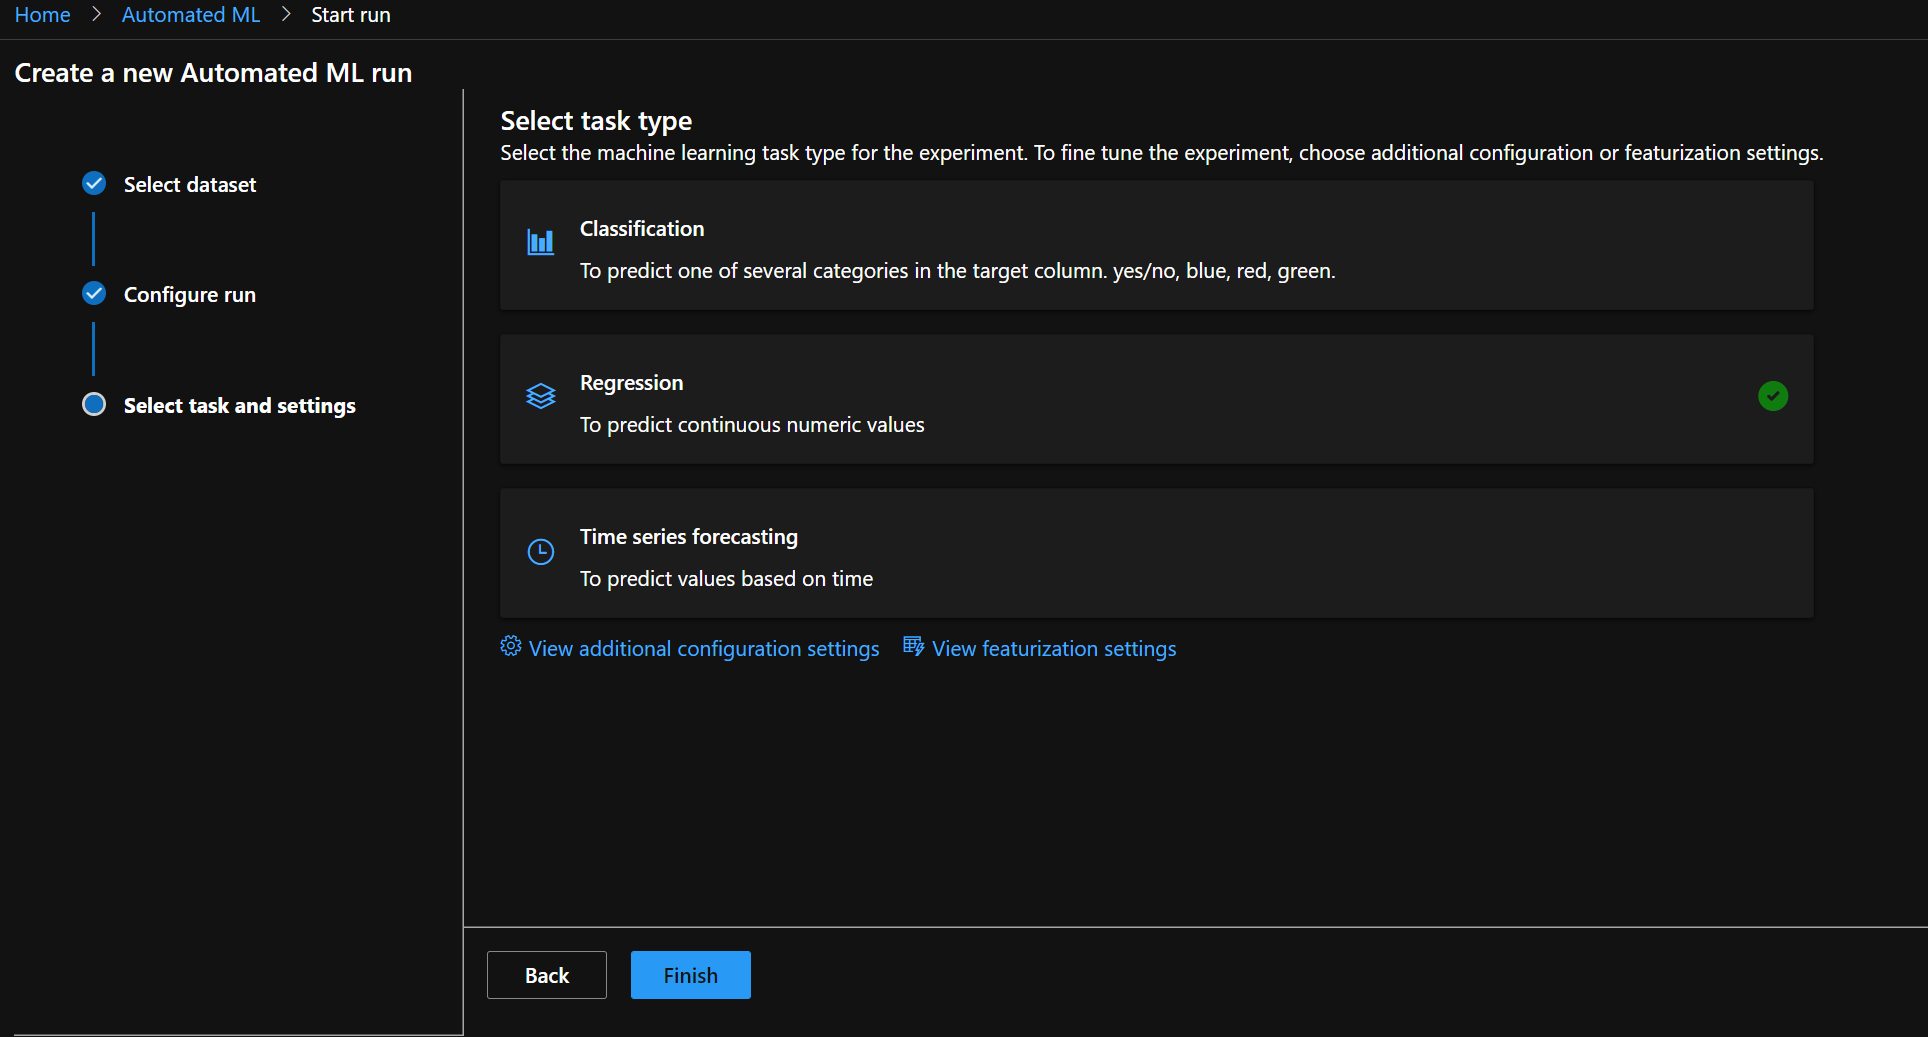 Home > Automated ML > Start run
Create a new Automated ML run
Select dataset
Configure run
Select task and settings
Select task type
Select the machine learning task type for the experiment. To fine tune the experiment, choose additional configuration or featurization settings.
Classification
To predict one of several categories in the target column. yes/no, blue, red, green.
Regression
To predict continuous numeric values
Time series forecasting
To predict values based on time
View additional configuration settings View featurization settings
Back Finish